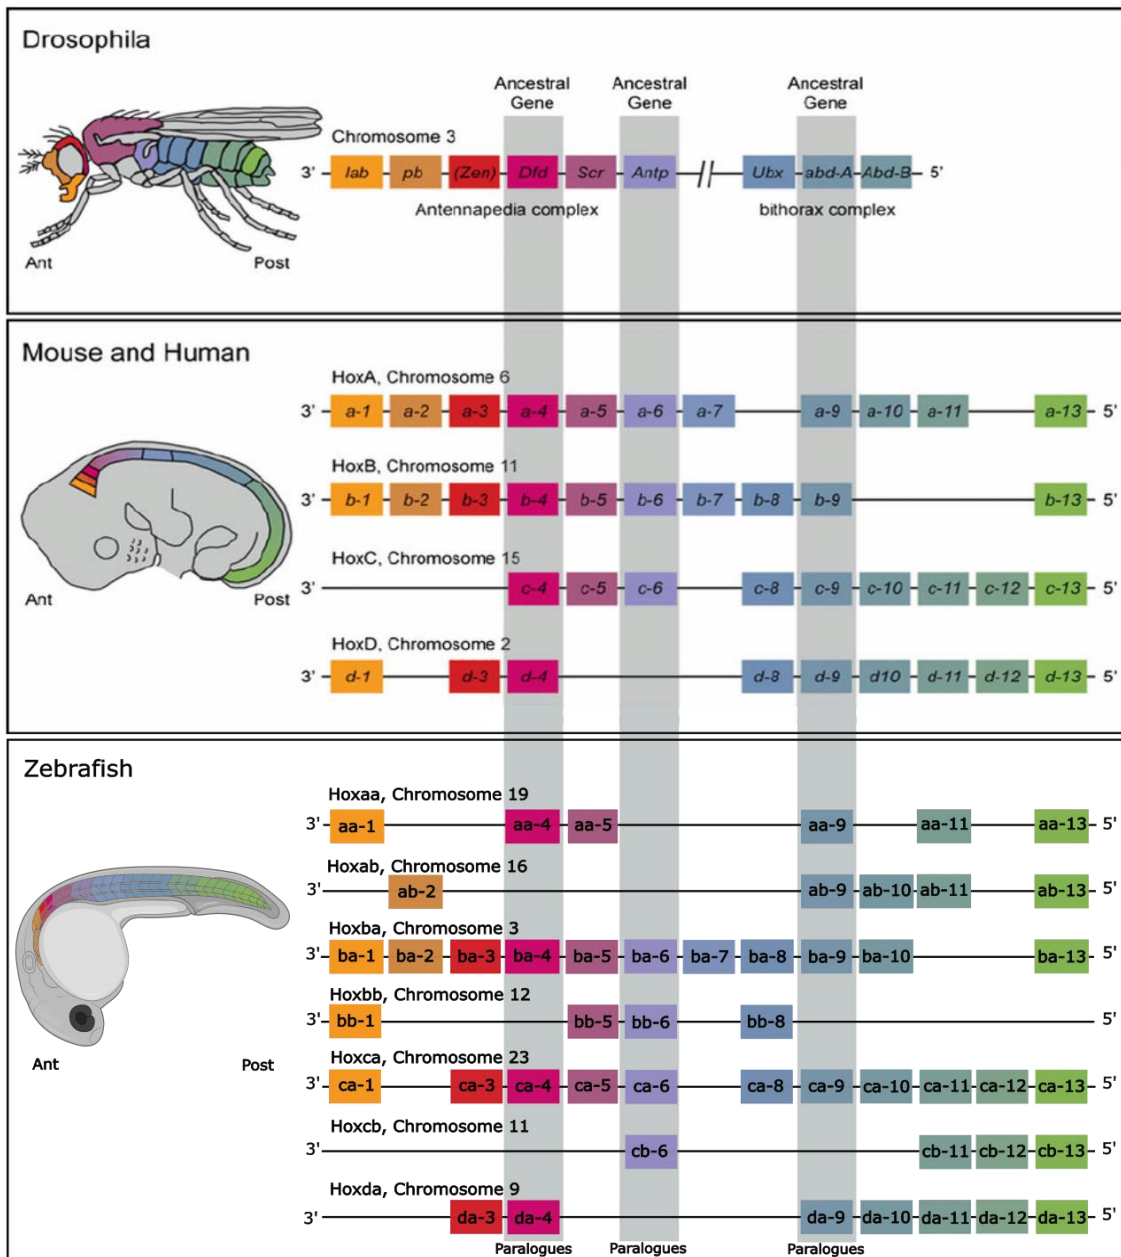 Drosophila
Ancestral Gene Ancestral Gene Ancestral Gene
Chromosome 3
3' lab pb (Zen) Dfd Scr Antp // Ubx abd-A Abd-B 5'
Antennapedia complex bithorax complex
Ant Post
Mouse and Human
HoxA, Chromosome 6
3' a-1 a-2 a-3 a-4 a-5 a-6 a-7 a-9 a-10 a-11 a-13 5'
HoxB, Chromosome 11
3' b-1 b-2 b-3 b-4 b-5 b-6 b-7 b-8 b-9 b-13 5'
HoxC, Chromosome 15
3' c-4 c-5 c-6 c-8 c-9 c-10 c-11 c-12 c-13 5'
Ant Post
HoxD, Chromosome 2
3' d-1 d-3 d-4 d-8 d-9 d10 d-11 d-12 d-13 5'
Zebrafish
Hoxaa, Chromosome 19
3' aa-1 aa-4 aa-5 aa-9 aa-11 aa-13 5'
Hoxab, Chromosome 16
3' ab-2 ab-9 ab-10 ab-11 ab-13 5'
Hoxba, Chromosome 3
3' ba-1 ba-2 ba-3 ba-4 ba-5 ba-6 ba-7 ba-8 ba-9 ba-10 ba-13 5'
Hoxbb, Chromosome 12
3' bb-1 bb-5 bb-6 bb-8 5'
Ant Post
Hoxca, Chromosome 23
3' ca-1 ca-3 ca-4 ca-5 ca-6 ca-8 ca-9 ca-10 ca-11 ca-12 ca-13 5'
Hoxcb, Chromosome 11
3' cb-6 cb-11 cb-12 cb-13 5'
Hoxda, Chromosome 9
3' da-3 da-4 da-9 da-10 da-11 da-12 da-13 5'
Paralogues Paralogues Paralogues